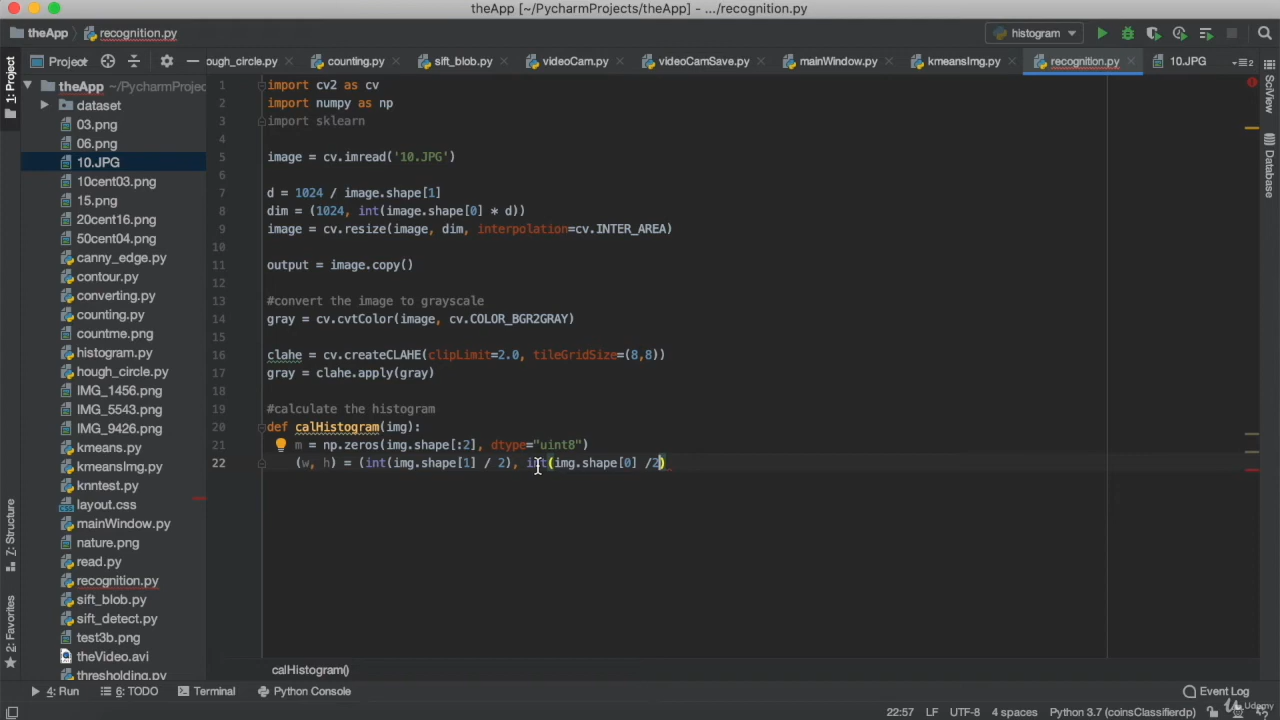 theApp [~/PycharmProjects/theApp] - .../recognition.py
theApp recognition.py histogram
1: Project
Project
ough_circle.py counting.py sift_blob.py videoCam.py videoCamSave.py mainWindow.py kmeansImg.py recognition.py 10.JPG
theApp ~/PycharmProjec
dataset
03.png
06.png
10.JPG
10cent03.png
15.png
20cent16.png
50cent04.png
canny_edge.py
contour.py
converting.py
counting.py
countme.png
histogram.py
hough_circle.py
IMG_1456.png
IMG_5543.png
IMG_9426.png
kmeans.py
kmeansImg.py
knntest.py
layout.css
mainWindow.py
nature.png
read.py
recognition.py
sift_blob.py
sift_detect.py
test3b.png
theVideo.avi
thresholding.py
1 import cv2 as cv
2 import numpy as np
3 import sklearn
4
5 image = cv.imread('10.JPG')
6
7 d = 1024 / image.shape[1]
8 dim = (1024, int(image.shape[0] * d))
9 image = cv.resize(image, dim, interpolation=cv.INTER_AREA)
10
11 output = image.copy()
12
13 #convert the image to grayscale
14 gray = cv.cvtColor(image, cv.COLOR_BGR2GRAY)
15
16 clahe = cv.createCLAHE(clipLimit=2.0, tileGridSize=(8,8))
17 gray = clahe.apply(gray)
18
19 #calculate the histogram
20 def calHistogram(img):
21 m = np.zeros(img.shape[:2], dtype="uint8")
22 (w, h) = (int(img.shape[1] / 2), int(img.shape[0] /2)
calHistogram()
SciView
Database
Z: Structure
2: Favorites
4: Run 6: TODO Terminal Python Console Event Log
22:57 LF UTF-8 4 spaces Python 3.7 (coinsClassifierdp)
Udemy